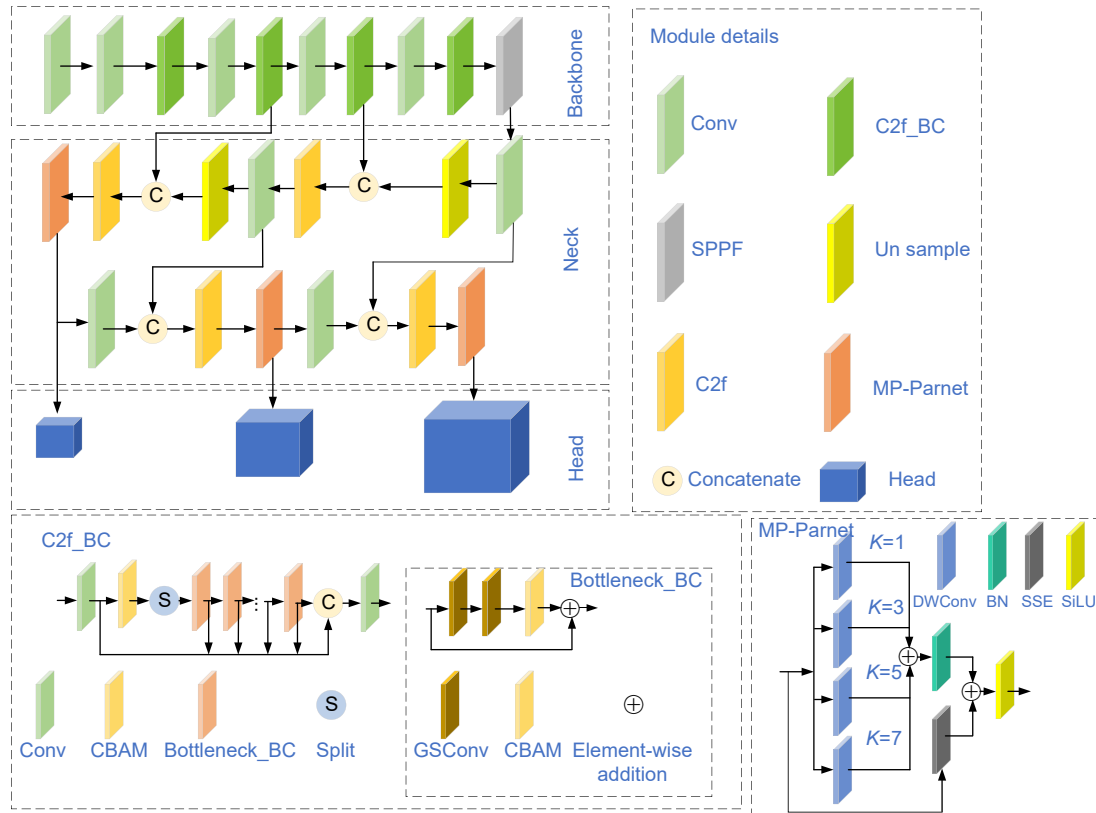 Backbone
Neck
C
C
C
C
Head
Module details
Conv
C2f_BC
SPPF
Un sample
C2f
MP-Parnet
C Concatenate
Head
C2f_BC
S
C
Conv
CBAM
Bottleneck_BC
S
Split
Bottleneck_BC
GSConv
CBAM
Element-wise
addition
MP-Parnet
K=1
K=3
K=5
K=7
DWConv
BN
SSE
SiLU